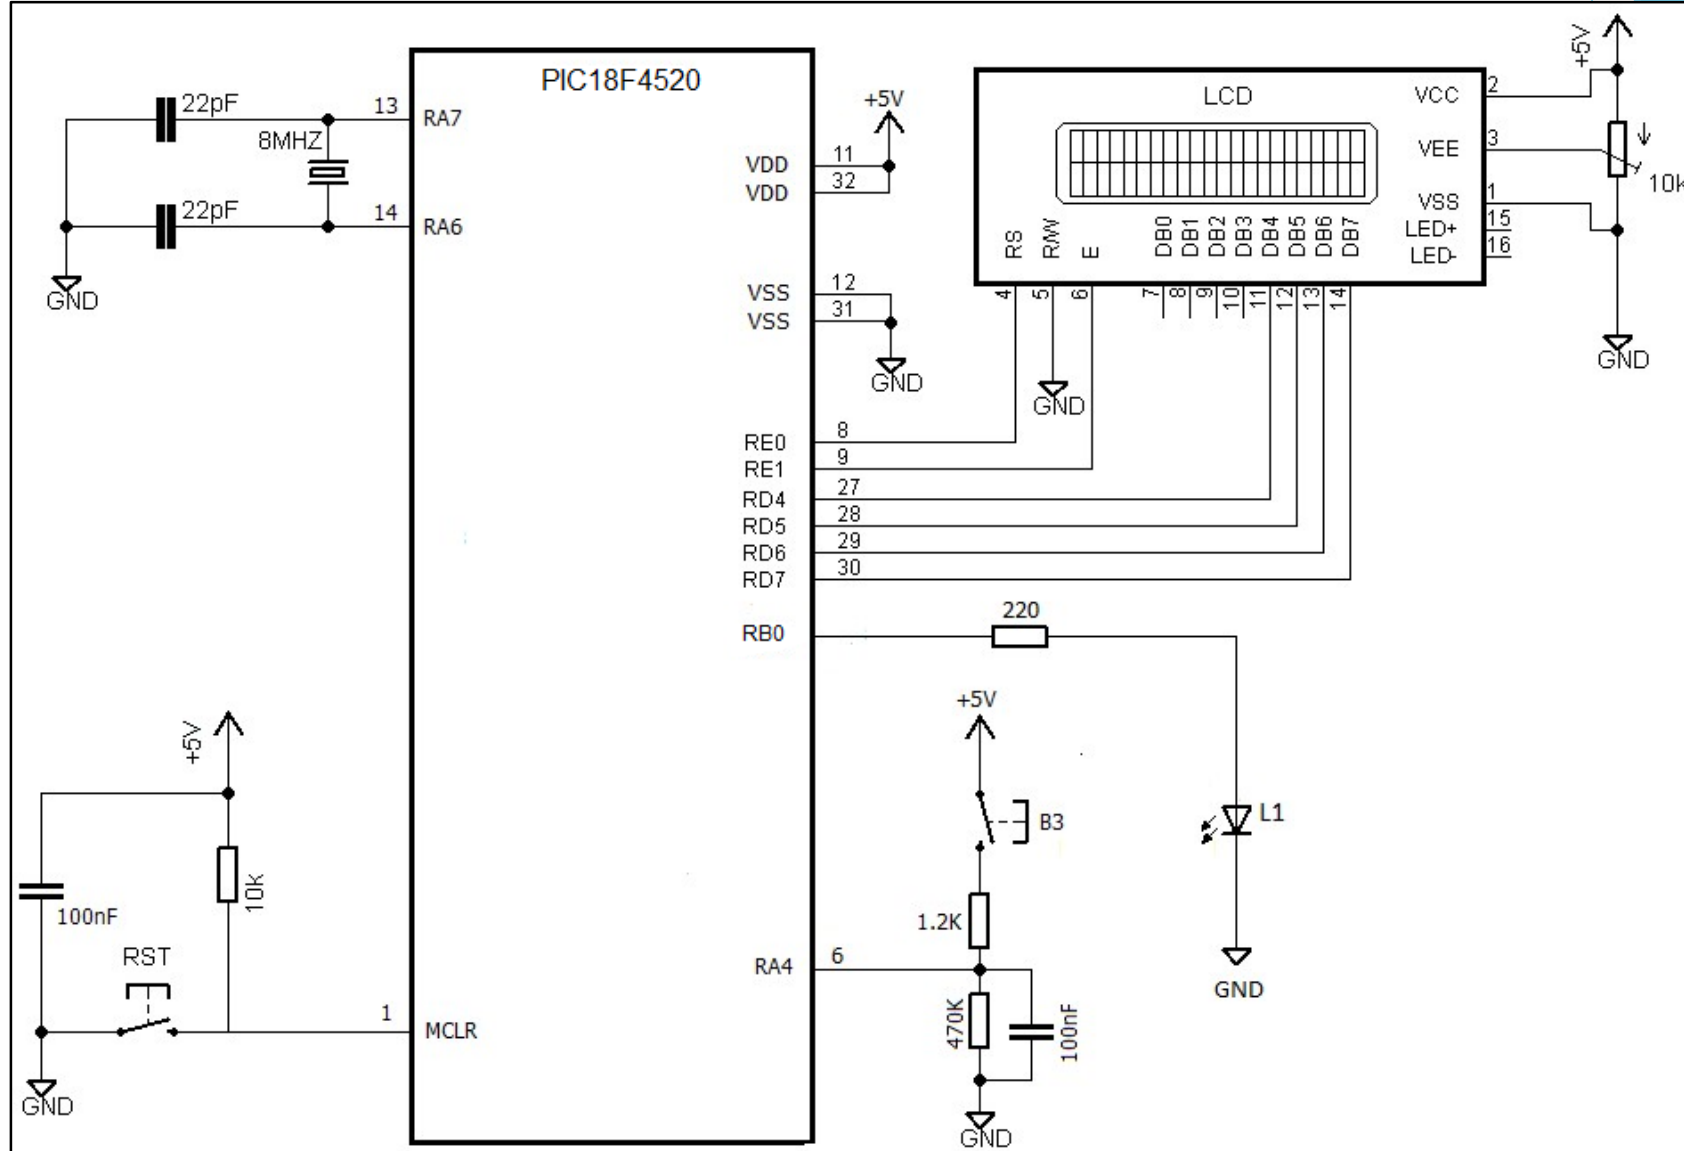 PIC18F4520
22pF
13
RA7
8MHZ
22pF
14
RA6
GND
+5V
VDD
11
VDD
32
VSS
12
VSS
31
GND
LCD
VCC
2
VEE
3
VSS
1
LED+
15
LED-
16
+5V
10k
GND
RS
R/W
E
DB0
DB1
DB2
DB3
DB4
DB5
DB6
DB7
4
5
6
7
8
9
10
11
12
13
14
GND
RE0
8
RE1
9
RD4
27
RD5
28
RD6
29
RD7
30
RB0
220
+5V
B3
L1
1.2K
GND
RA4
6
470K
100nF
GND
+5V
10k
100nF
RST
1
MCLR
GND